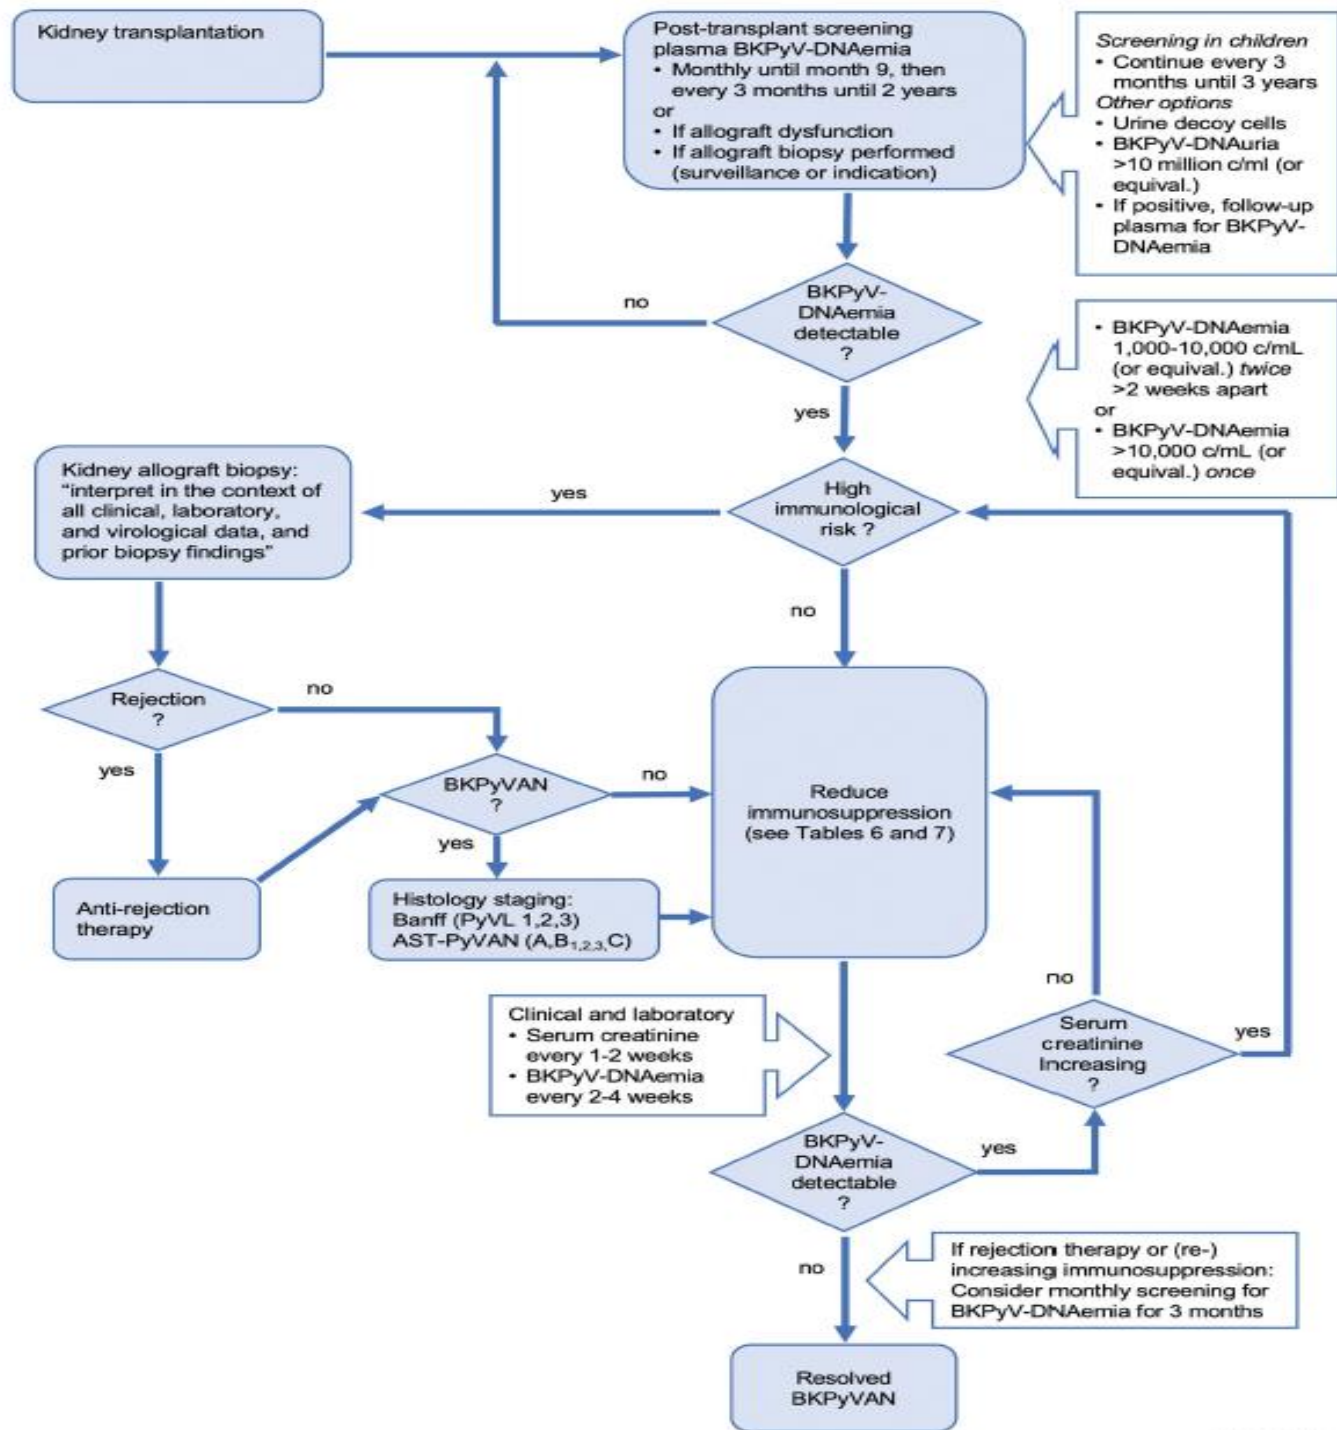 Kidney transplantation
Post-transplant screening
plasma BKPyV-DNAemia
• Monthly until month 9, then
every 3 months until 2 years
or
• If allograft dysfunction
• If allograft biopsy performed
(surveillance or indication)
Screening in children
• Continue every 3
months until 3 years
Other options
• Urine decoy cells
• BKPyV-DNAuria
>10 million c/ml (or
equival.)
• If positive, follow-up
plasma for BKPyV-
DNAemia
BKPyV-
DNAemia
detectable
?
no
yes
• BKPyV-DNAemia
1,000-10,000 c/mL
(or equival.) twice
>2 weeks apart
or
• BKPyV-DNAemia
>10,000 c/mL (or
equival.) once
High
immunological
risk ?
yes
no
Kidney allograft biopsy:
“interpret in the context of
all clinical, laboratory,
and virological data, and
prior biopsy findings”
Rejection
?
no
yes
Anti-rejection
therapy
BKPyVAN
?
no
yes
Histology staging:
Banff (PyVL 1,2,3)
AST-PyVAN (A,B1,2,3,C)
Reduce
immunosuppression
(see Tables 6 and 7)
Clinical and laboratory
• Serum creatinine
every 1-2 weeks
• BKPyV-DNAemia
every 2-4 weeks
no
Serum
creatinine
Increasing
?
yes
BKPyV-
DNAemia
detectable
?
yes
no
If rejection therapy or (re-)
increasing immunosuppression:
Consider monthly screening for
BKPyV-DNAemia for 3 months
Resolved
BKPyVAN